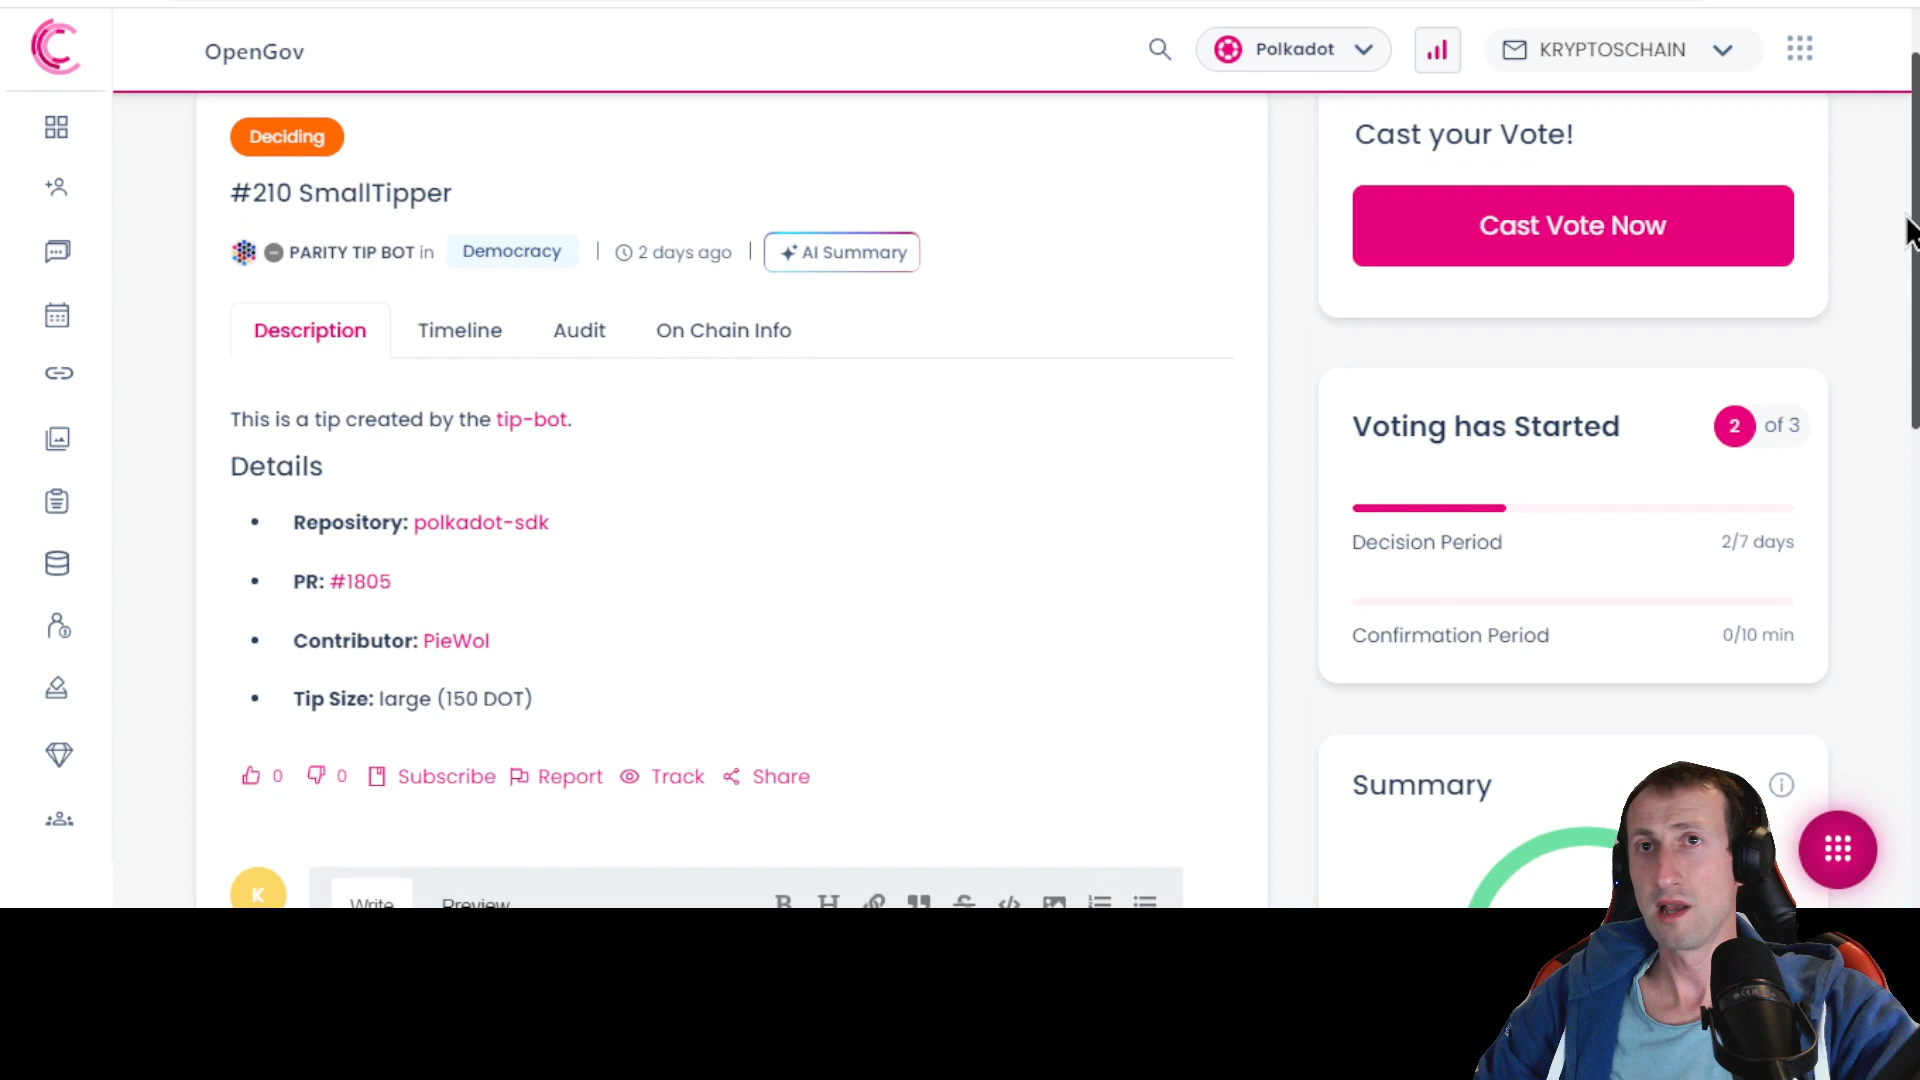 OpenGov
Polkadot
KRYPTOSCHAIN
Deciding
#210 SmallTipper
PARITY TIP BOT in Democracy | 2 days ago | AI Summary
Description Timeline Audit On Chain Info
This is a tip created by the tip-bot.
Details
• Repository: polkadot-sdk
• PR: #1805
• Contributor: PieWol
• Tip Size: large (150 DOT)
0 0 Subscribe Report Track Share
K
Write Preview
B H S
Cast your Vote!
Cast Vote Now
Voting has Started 2 of 3
Decision Period 2/7 days
Confirmation Period 0/10 min
Summary